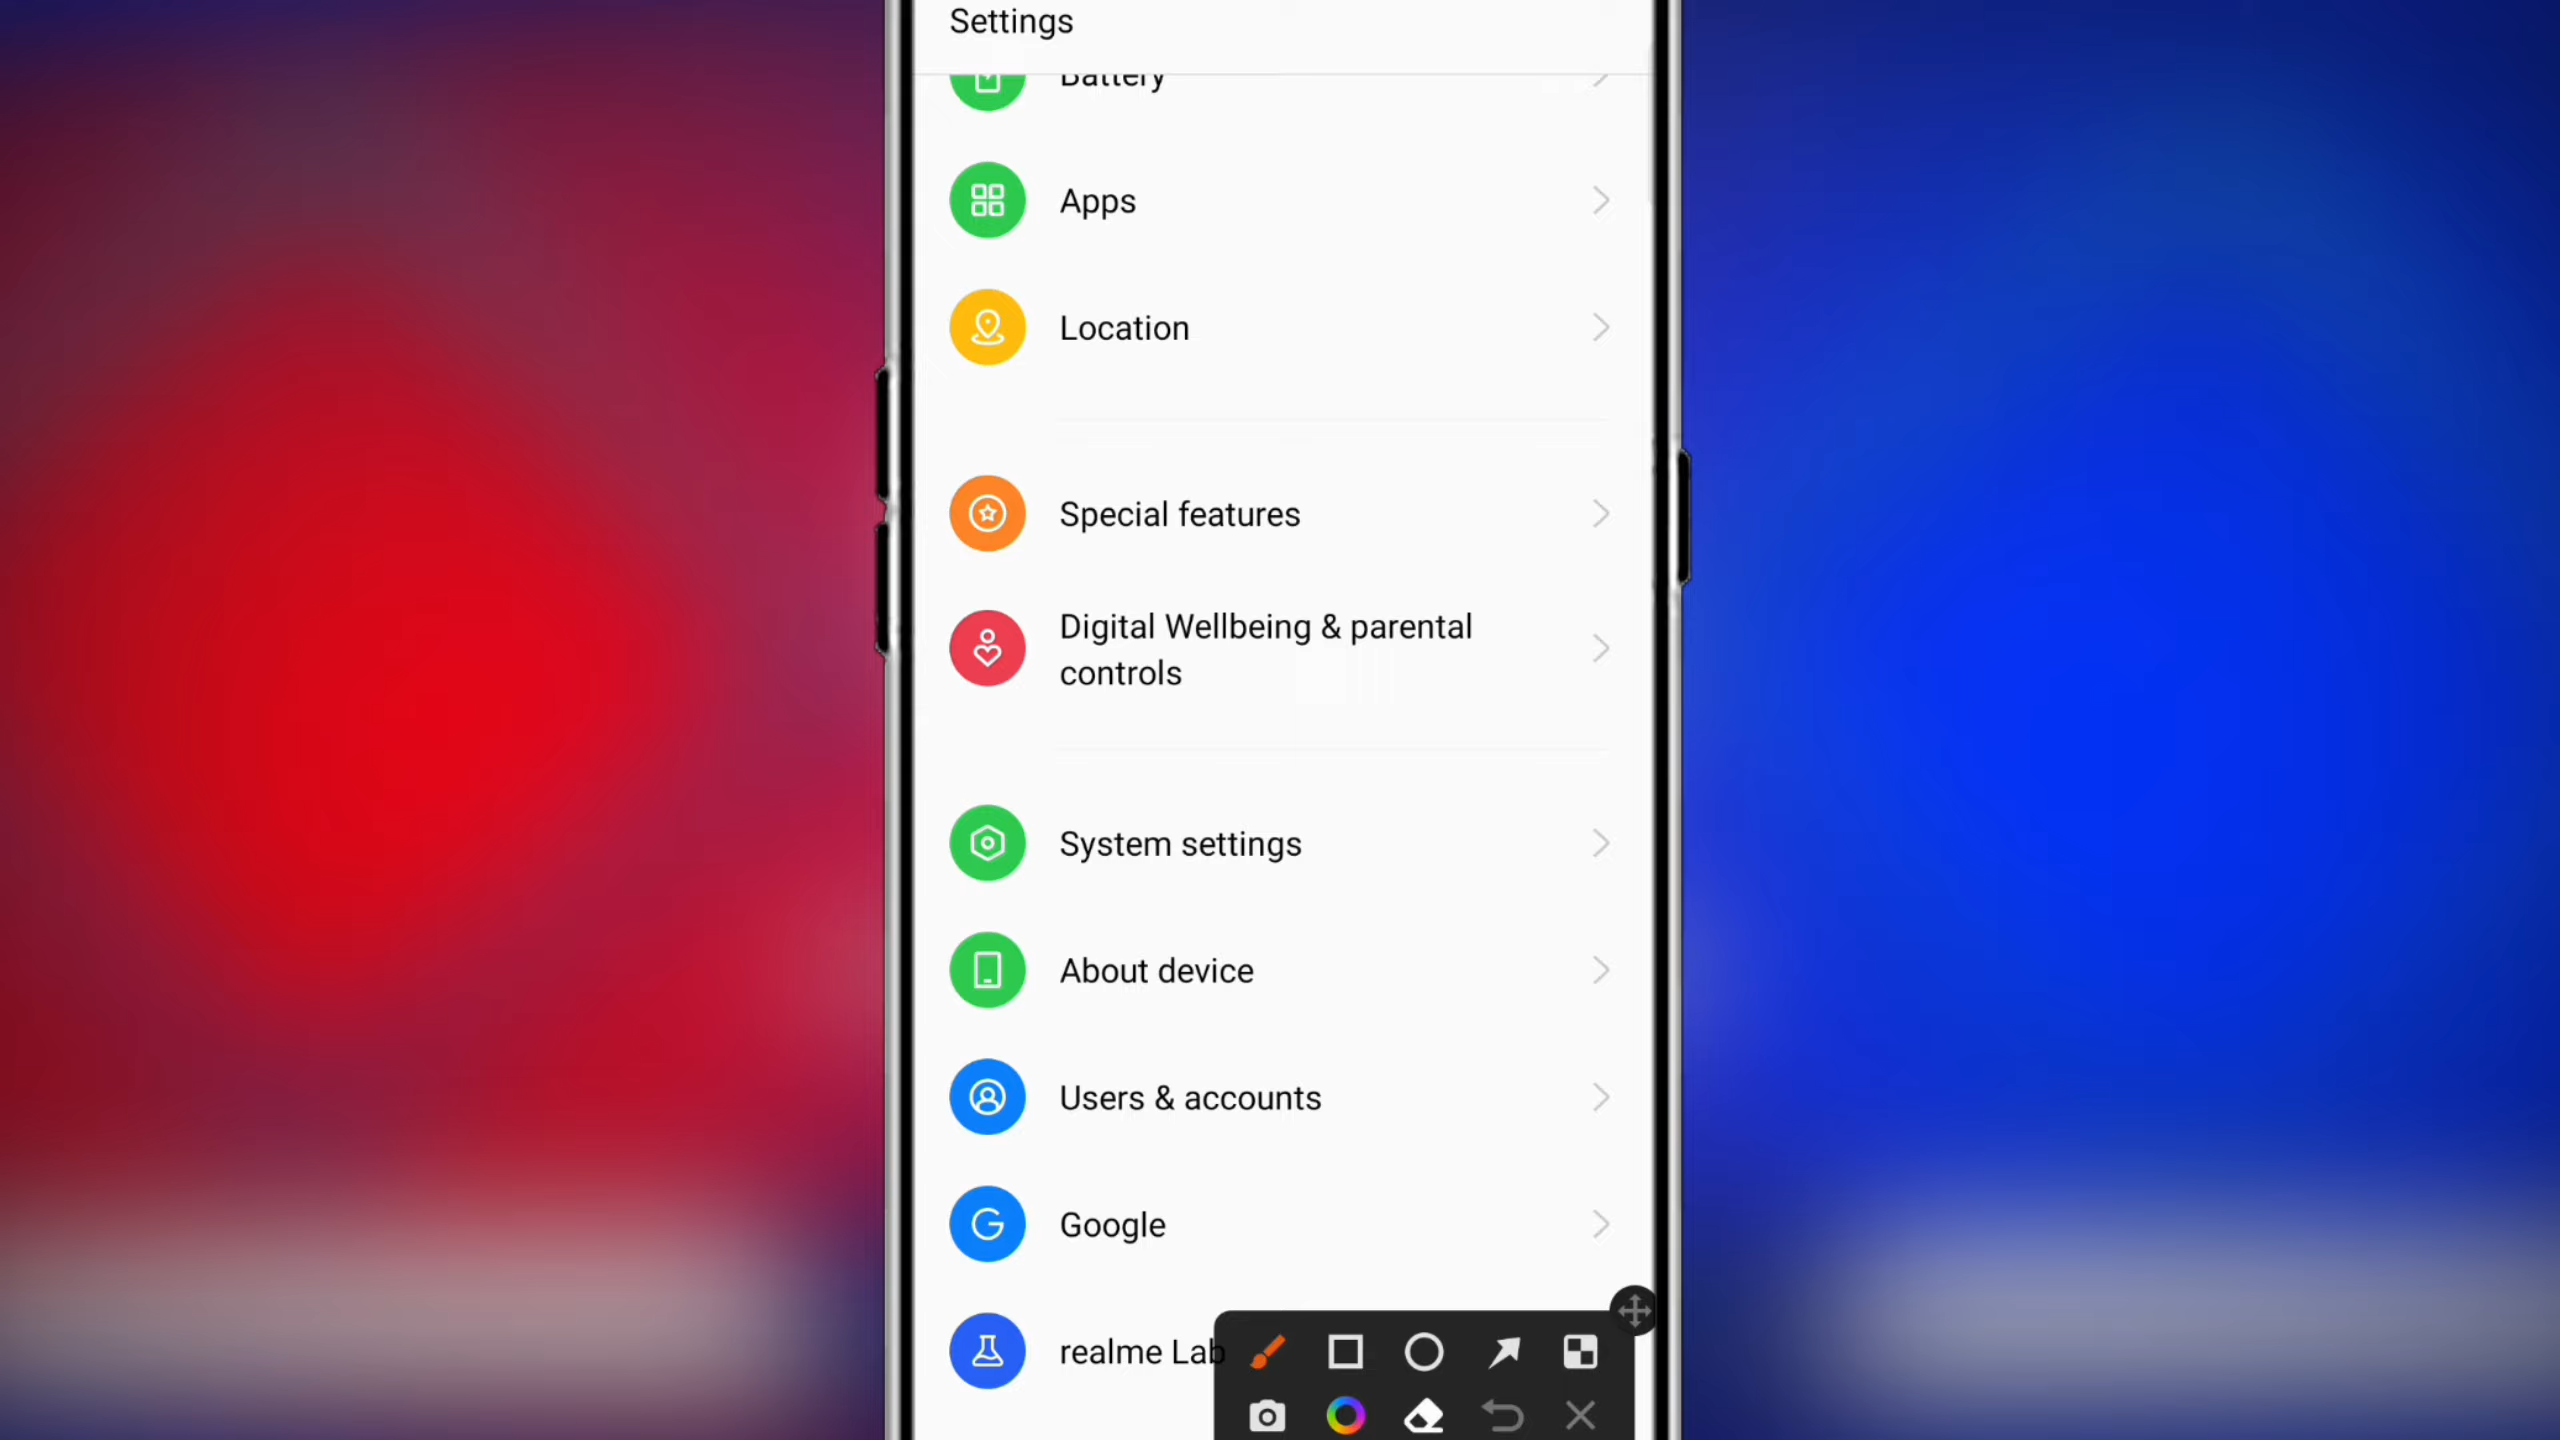 Settings
Battery
Apps
Location
Special features
Digital Wellbeing & parental
controls
System settings
About device
Users & accounts
Google
realme Lab